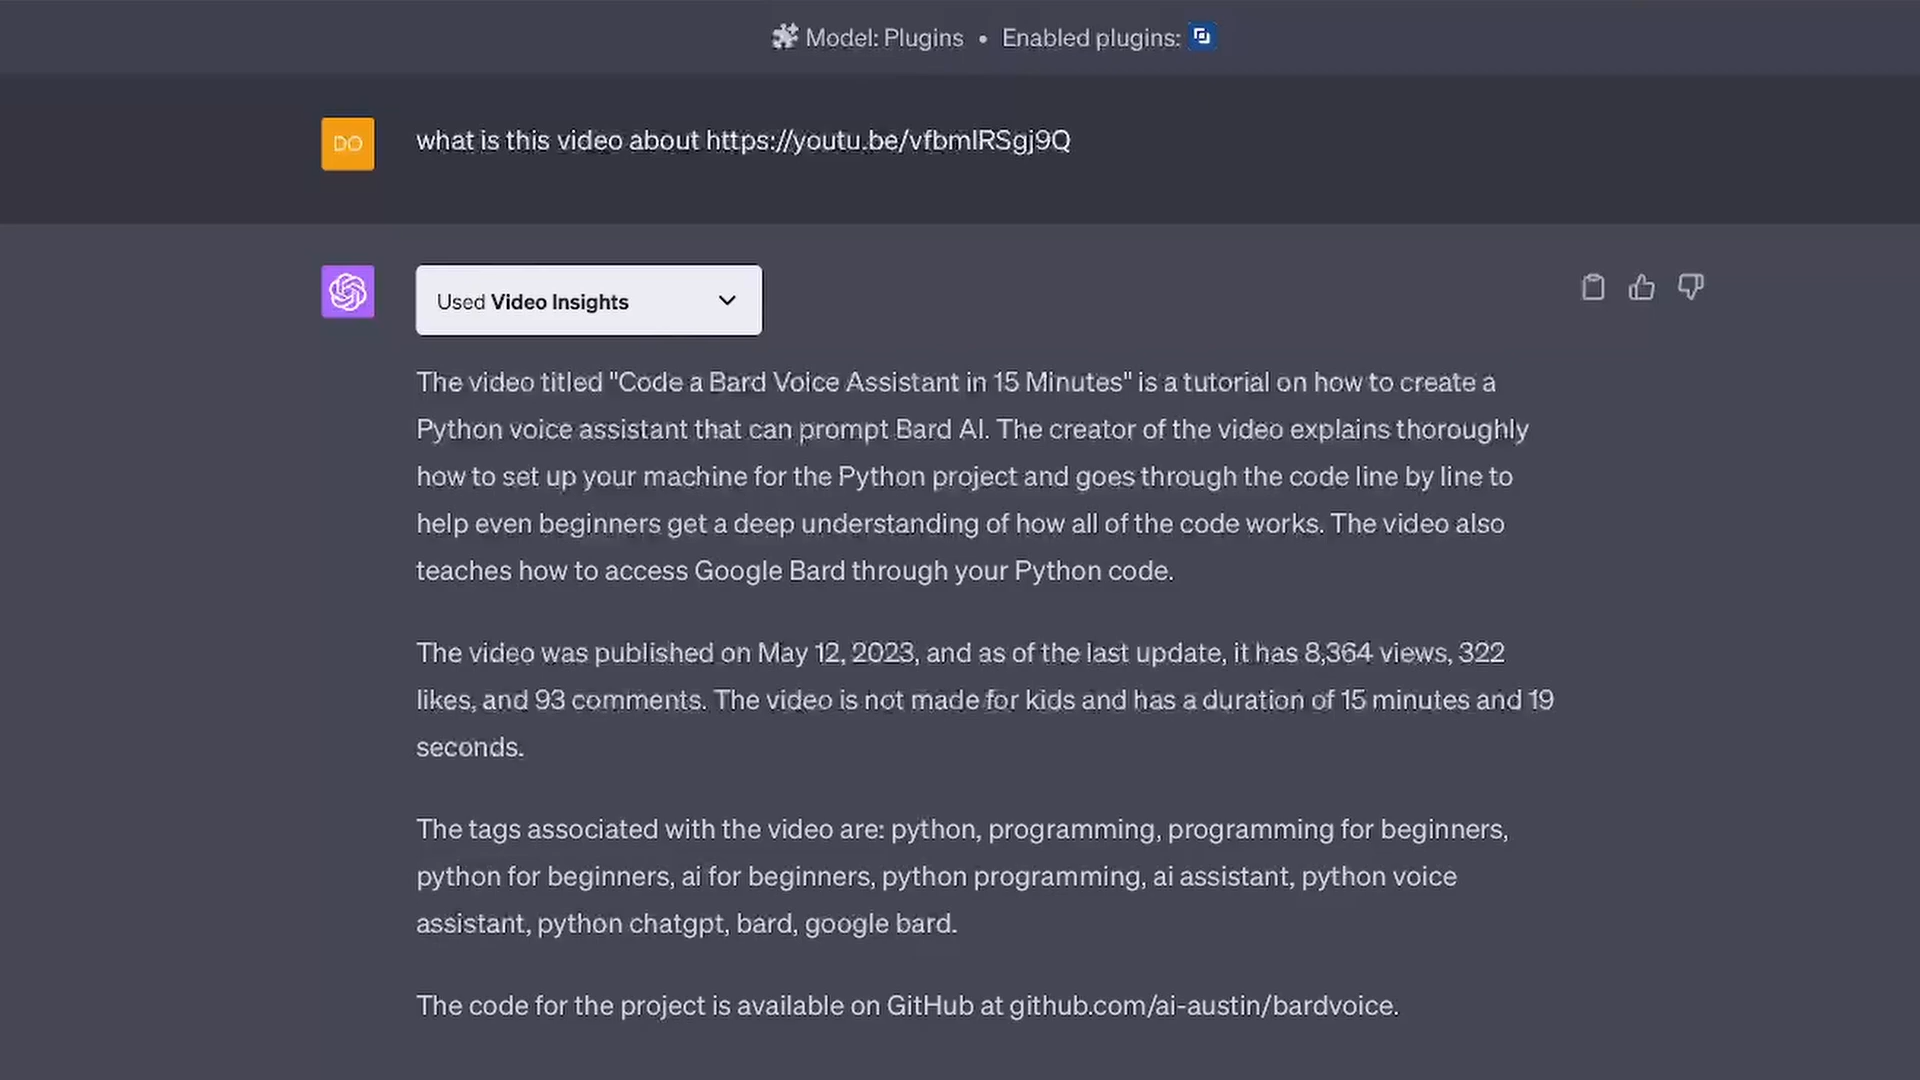 Model: Plugins • Enabled plugins:
DO
what is this video about https://youtu.be/vfbmlRSgj9Q
Used Video Insights
The video titled "Code a Bard Voice Assistant in 15 Minutes" is a tutorial on how to create a
Python voice assistant that can prompt Bard AI. The creator of the video explains thoroughly
how to set up your machine for the Python project and goes through the code line by line to
help even beginners get a deep understanding of how all of the code works. The video also
teaches how to access Google Bard through your Python code.
The video was published on May 12, 2023, and as of the last update, it has 8,364 views, 322
likes, and 93 comments. The video is not made for kids and has a duration of 15 minutes and 19
seconds.
The tags associated with the video are: python, programming, programming for beginners,
python for beginners, ai for beginners, python programming, ai assistant, python voice
assistant, python chatgpt, bard, google bard.
The code for the project is available on GitHub at github.com/ai-austin/bardvoice.